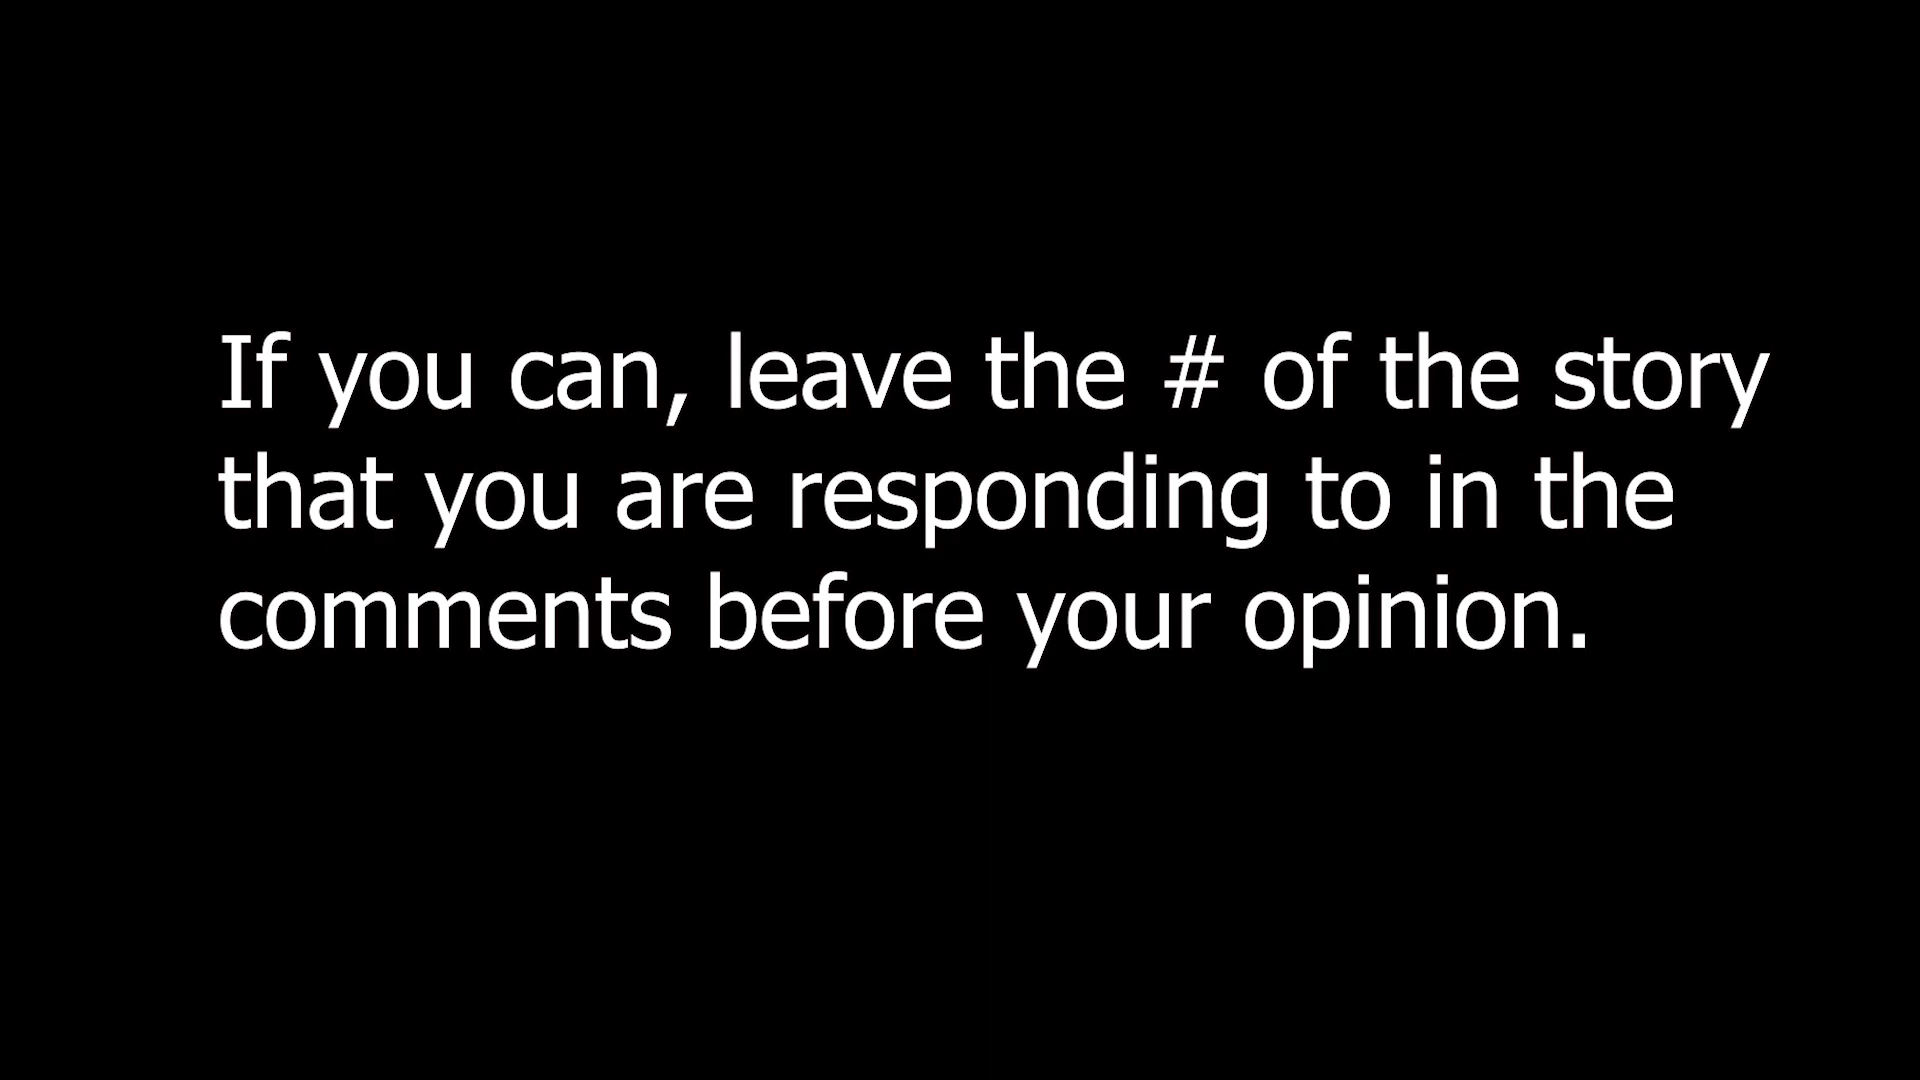 If you can, leave the # of the story
that you are responding to in the
comments before your opinion.